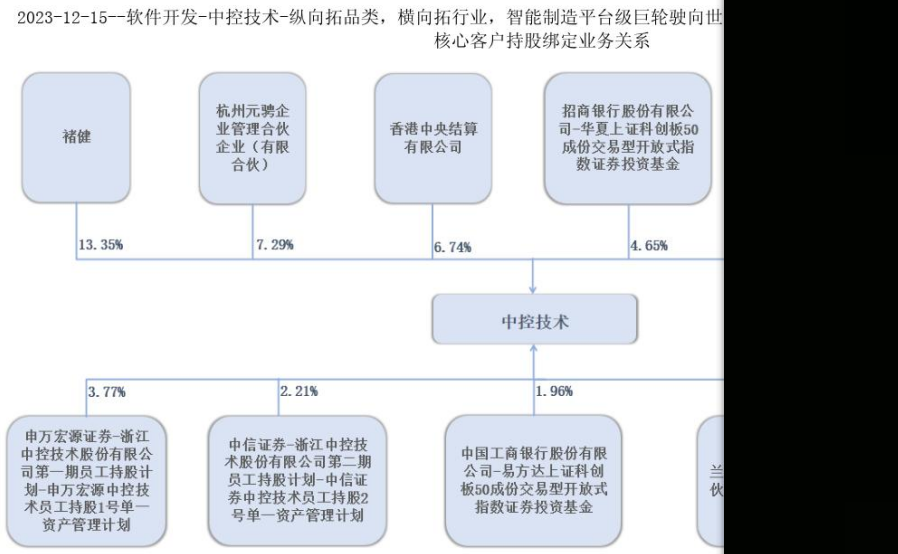 2023-12-15--软件开发-中控技术-纵向拓品类，横向拓行业，智能制造平台级巨轮驶向世
核心客户持股绑定业务关系
褚健
杭州元骋企
业管理合伙
企业（有限
合伙）
香港中央结算
有限公司
招商银行股份有限公
司-华夏上证科创板50
成份交易型开放式指
数证券投资基金
13.35%
7.29%
6.74%
4.65%
中控技术
3.77%
2.21%
1.96%
申万宏源证券-浙江
中控技术股份有限公
司第一期员工持股计
划-申万宏源中控技
术员工持股1号单一
资产管理计划
中信证券-浙江中控技
术股份有限公司第二期
员工持股计划-中信证
券中控技术员工持股2
号单一资产管理计划
中国工商银行股份有限
公司-易方达上证科创
板50成份交易型开放式
指数证券投资基金
兰
伙